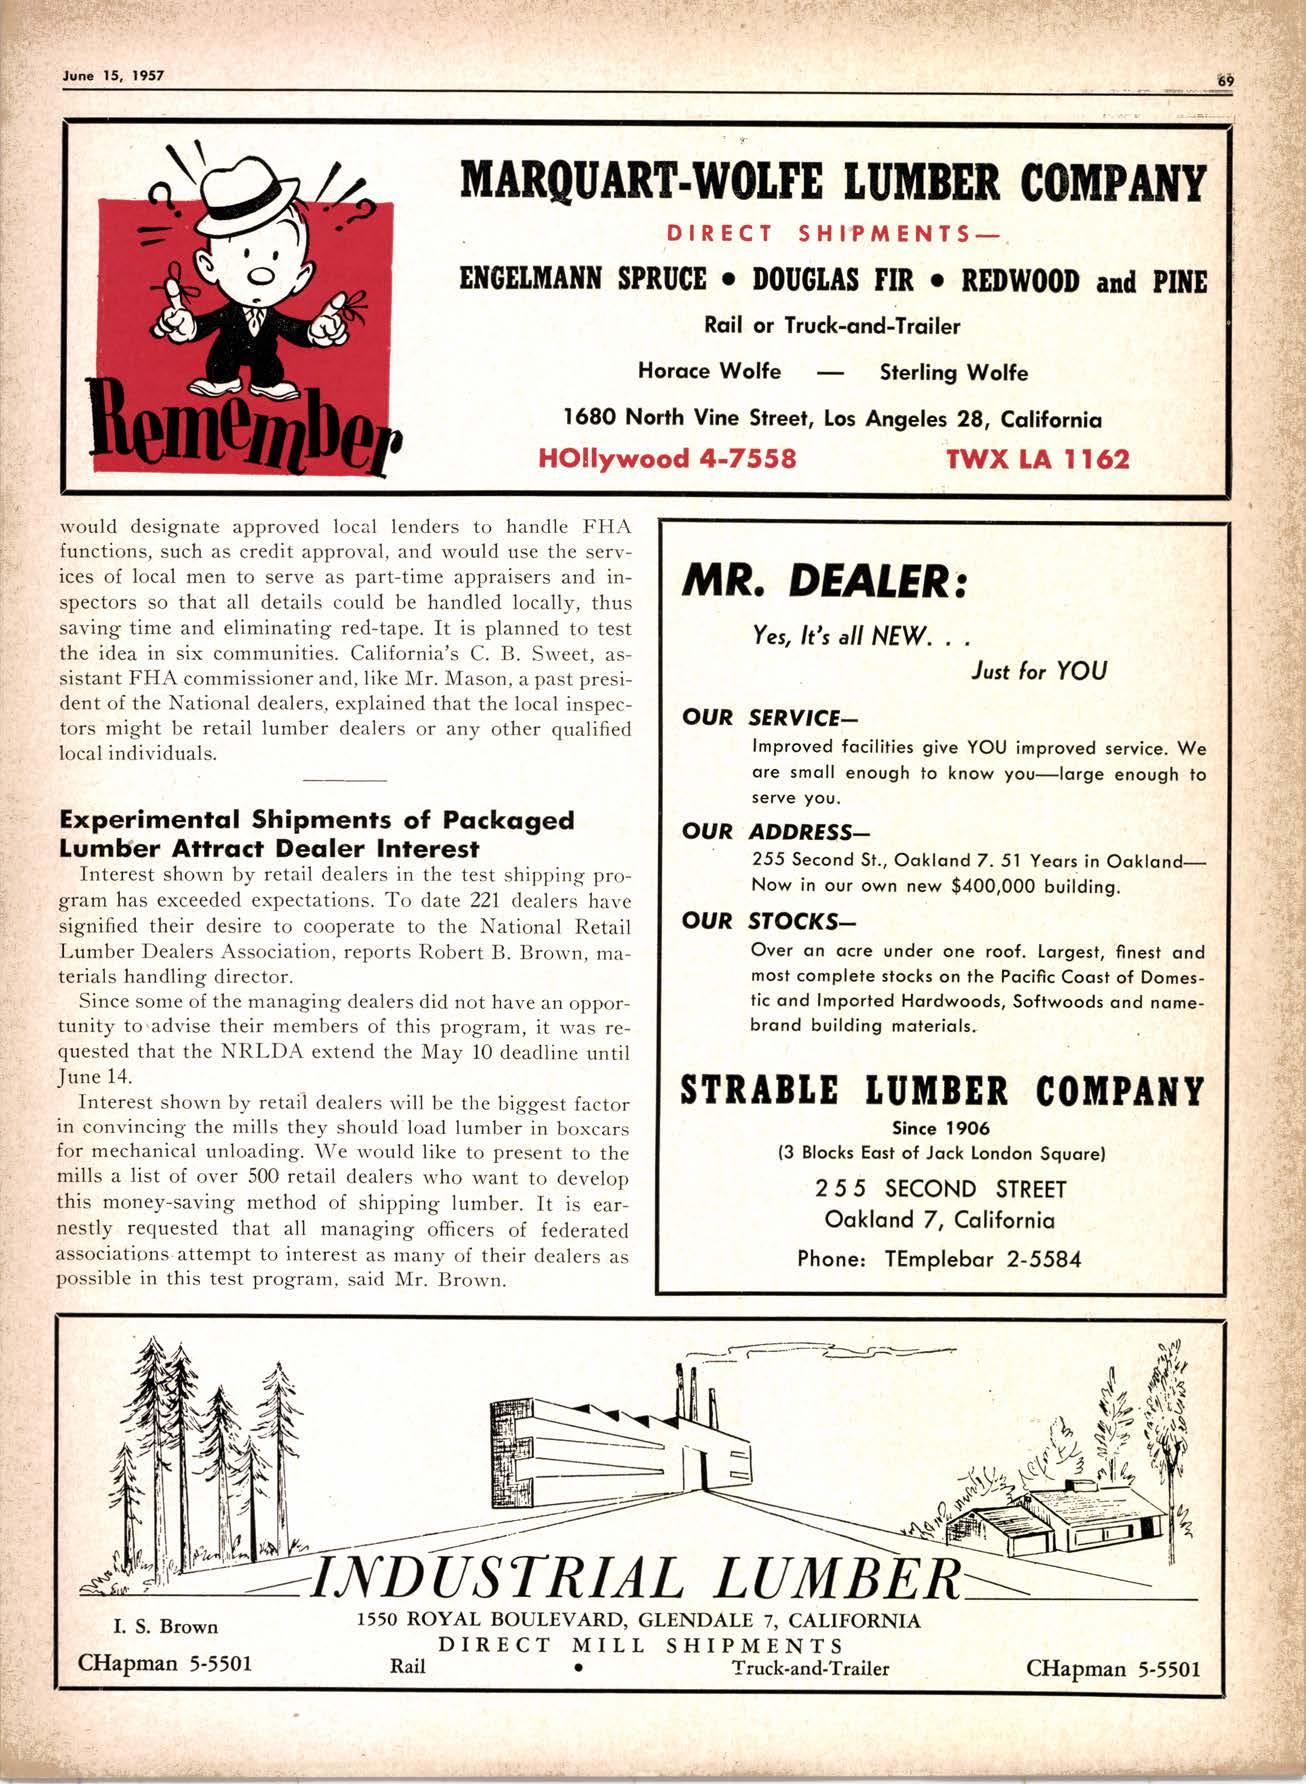 June 15, 1957
69
MARQUART-WOLFE LUMBER COMPANY
DIRECT SHIPMENTS—
ENGELMANN SPRUCE • DOUGLAS FIR • REDWOOD and PINE
Rail or Truck-and-Trailer
Horace Wolfe — Sterling Wolfe
1680 North Vine Street, Los Angeles 28, California
HOllywood 4-7558 TWX LA 1162
Remember
would designate approved local lenders to handle FHA
functions, such as credit approval, and would use the serv-
ices of local men to serve as part-time appraisers and in-
spectors so that all details could be handled locally, thus
saving time and eliminating red-tape. It is planned to test
the idea in six communities. California's C. B. Sweet, as-
sistant FHA commissioner and, like Mr. Mason, a past presi-
dent of the National dealers, explained that the local inspec-
tors might be retail lumber dealers or any other qualified
local individuals.
Experimental Shipments of Packaged
Lumber Attract Dealer Interest
Interest shown by retail dealers in the test shipping pro-
gram has exceeded expectations. To date 221 dealers have
signified their desire to cooperate to the National Retail
Lumber Dealers Association, reports Robert B. Brown, ma-
terials handling director.
Since some of the managing dealers did not have an oppor-
tunity to advise their members of this program, it was re-
quested that the NRLDA extend the May 10 deadline until
June 14.
Interest shown by retail dealers will be the biggest factor
in convincing the mills they should load lumber in boxcars
for mechanical unloading. We would like to present to the
mills a list of over 500 retail dealers who want to develop
this money-saving method of shipping lumber. It is ear-
nestly requested that all managing officers of federated
associations attempt to interest as many of their dealers as
possible in this test program, said Mr. Brown.
MR. DEALER:
Yes, It's all NEW. . .
Just for YOU
OUR SERVICE—
Improved facilities give YOU improved service. We
are small enough to know you—large enough to
serve you.
OUR ADDRESS—
255 Second St., Oakland 7. 51 Years in Oakland—
Now in our own new $400,000 building.
OUR STOCKS—
Over an acre under one roof. Largest, finest and
most complete stocks on the Pacific Coast of Domes-
tic and Imported Hardwoods, Softwoods and name-
brand building materials.
STRABLE LUMBER COMPANY
Since 1906
(3 Blocks East of Jack London Square)
255 SECOND STREET
Oakland 7, California
Phone: TEmplebar 2-5584
INDUSTRIAL LUMBER
I. S. Brown
1550 ROYAL BOULEVARD, GLENDALE 7, CALIFORNIA
DIRECT MILL SHIPMENTS
CHapman 5-5501 Rail • Truck-and-Trailer CHapman 5-5501